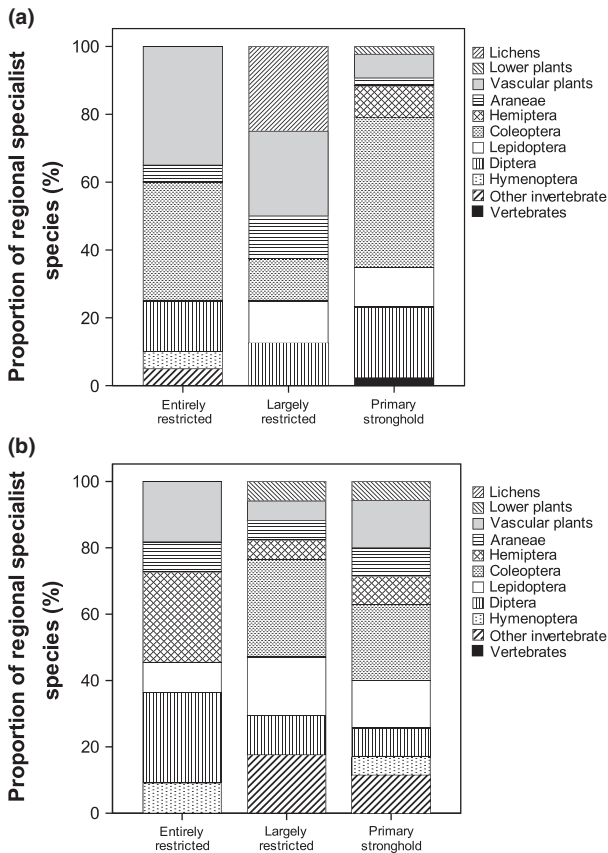 (a)
Proportion of regional specialist
species (%)
100
80
60
40
20
0
Entirely
restricted
Largely
restricted
Primary
stronghold
Lichens
Lower plants
Vascular plants
Araneae
Hemiptera
Coleoptera
Lepidoptera
Diptera
Hymenoptera
Other invertebrate
Vertebrates
(b)
Proportion of regional specialist
species (%)
100
80
60
40
20
0
Entirely
restricted
Largely
restricted
Primary
stronghold
Lichens
Lower plants
Vascular plants
Araneae
Hemiptera
Coleoptera
Lepidoptera
Diptera
Hymenoptera
Other invertebrate
Vertebrates